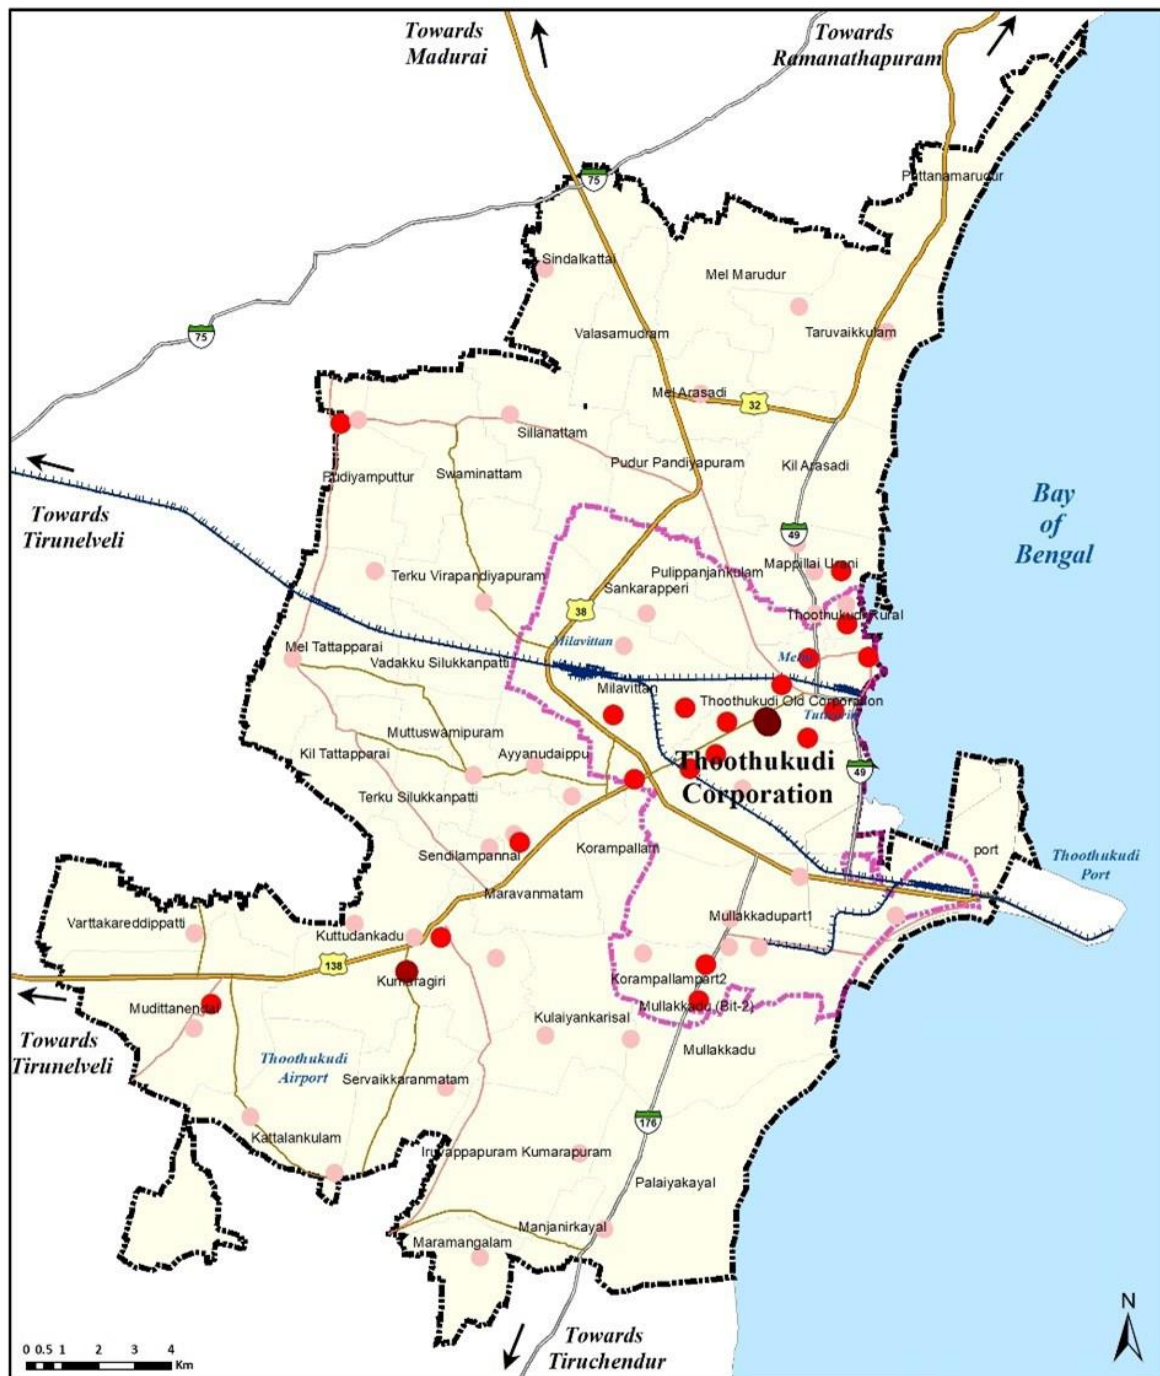 Towards
Madurai
Towards
Ramanathapuram
Pattanamarudur
75
Sindalkattai
Mel Marudur
75
Valasamudram
Taruvaikkulam
Mel Arasadi
32
Sillanattam
Pudur Pandiyapuram
Kil Arasadi
Swaminattam
Pudiyamputtur
Towards
Tirunelveli
Bay
of
Bengal
49
Mappillai Urani
Pulippanjankulam
Terku Virapandiyapuram
Sankarapperi
38
Thoothukudi Rural
Milavittan
Mel Tattapparai
Vadakku Silukkanpatti
Milavittan
Thoothukudi Old Corporation
Muttuswamipuram
Kil Tattapparai
Ayyanudaippu
Thoothukudi
Corporation
49
Terku Silukkanpatti
Korampallam
port
Thoothukudi
Port
Sendilampannai
Maravanmatam
Mullakkadupart1
Varttakareddippatti
Kuttudankadu
138
Kumaragiri
Korampallampart2
Mudittanendal
Mullakkadu (Bit-2)
Kulaiyankarisal
Mullakkadu
Towards
Tirunelveli
Thoothukudi
Airport
Servaikkaranmatam
176
Kattalankulam
Iruvappapuram Kumarapuram
Palaiyakayal
Manjanirkayal
Maramangalam
Towards
Tiruchendur
N
0 0.5 1 2 3 4
Km